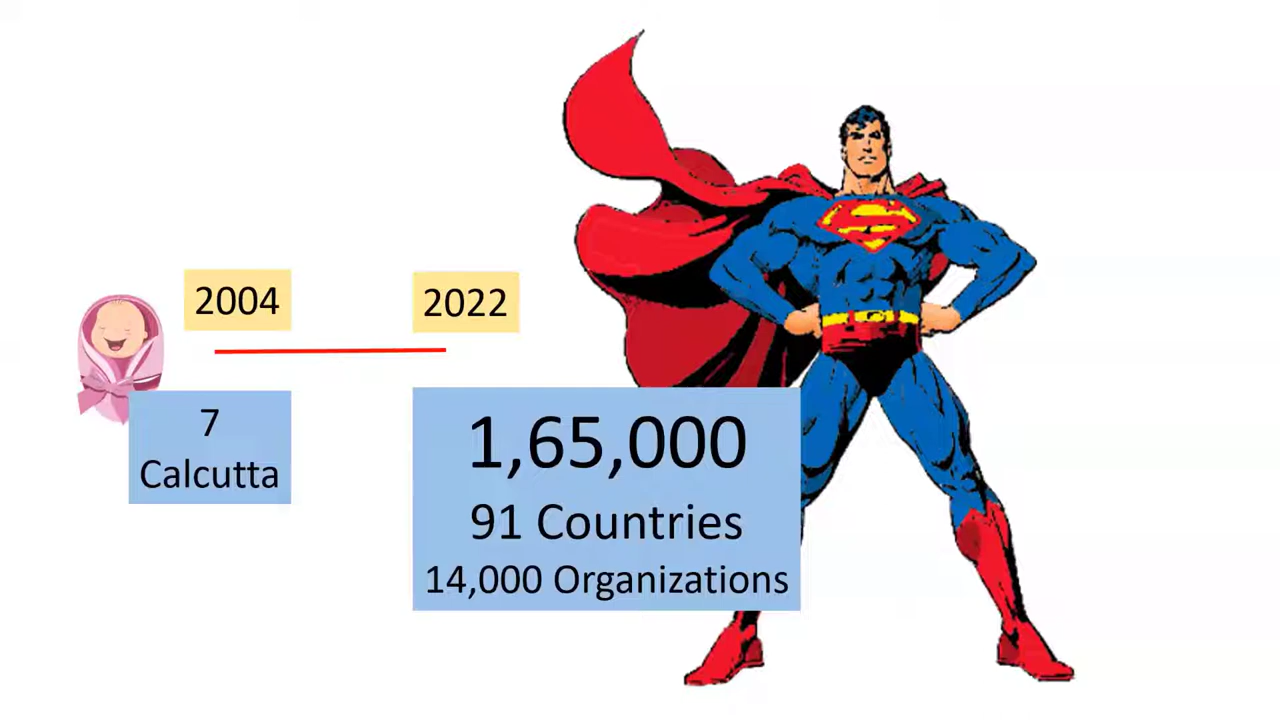 2004
2022
7
Calcutta
1,65,000
91 Countries
14,000 Organizations